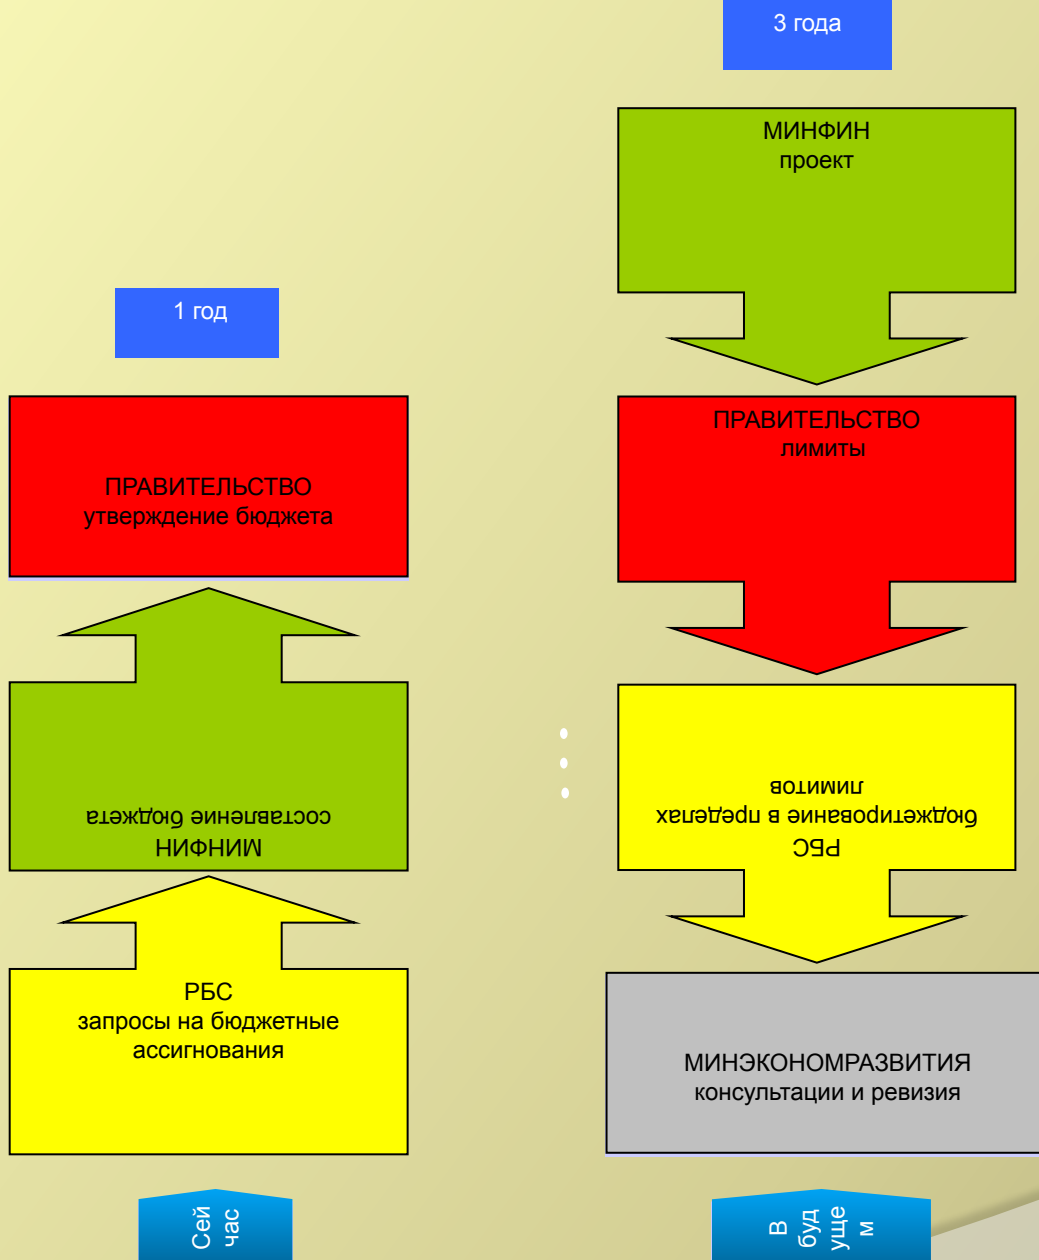 1 год
ПРАВИТЕЛЬСТВО
утверждение бюджета
МИНФИН
составление бюджета
РБС
запросы на бюджетные
ассигнования
Сей
час
3 года
МИНФИН
проект
ПРАВИТЕЛЬСТВО
лимиты
РБС
бюджетирование в пределах
лимитов
МИНЭКОНОМРАЗВИТИЯ
консультации и ревизия
В
буд
уще
м